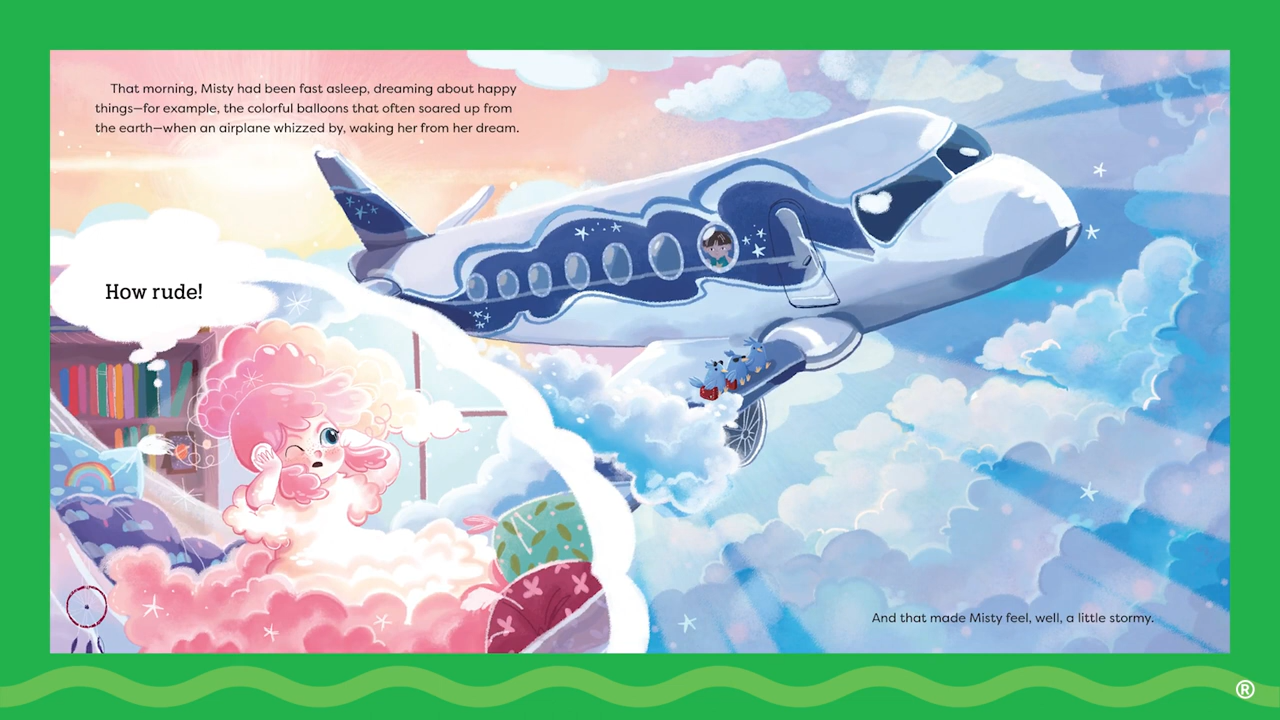 That morning, Misty had been fast asleep, dreaming about happy
things—for example, the colorful balloons that often soared up from
the earth—when an airplane whizzed by, waking her from her dream.
How rude!
And that made Misty feel, well, a little stormy.
®